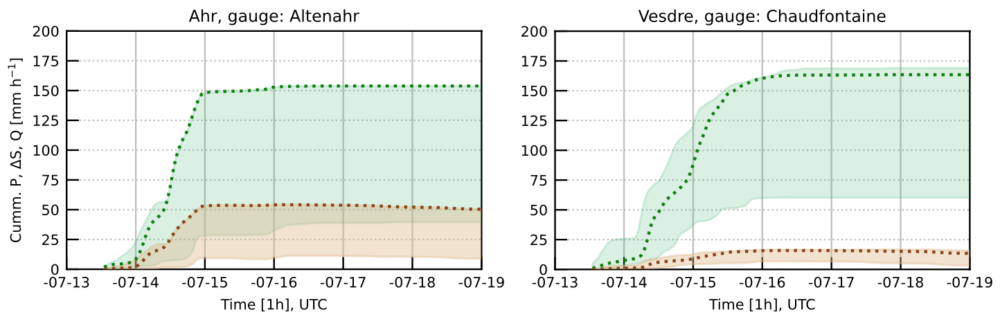 Ahr, gauge: Altenahr
Cumm. P, ΔS, Q [mm h⁻¹]
200
175
150
125
100
75
50
25
0
-07-13 -07-14 -07-15 -07-16 -07-17 -07-18 -07-19
Time [1h], UTC
Vesdre, gauge: Chaudfontaine
200
175
150
125
100
75
50
25
0
-07-13 -07-14 -07-15 -07-16 -07-17 -07-18 -07-19
Time [1h], UTC